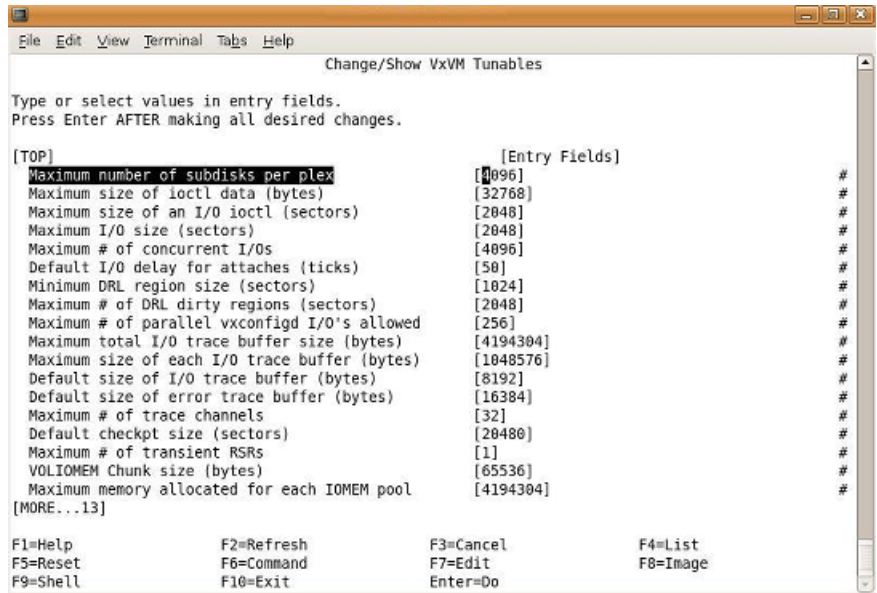 File Edit View Terminal Tabs Help
Change/Show VxVM Tunables
Type or select values in entry fields.
Press Enter AFTER making all desired changes.
[TOP] [Entry Fields]
Maximum number of subdisks per plex [4096] #
Maximum size of ioctl data (bytes) [32768] #
Maximum size of an I/O ioctl (sectors) [2048] #
Maximum I/O size (sectors) [2048] #
Maximum # of concurrent I/Os [4096] #
Default I/O delay for attaches (ticks) [50] #
Minimum DRL region size (sectors) [1024] #
Maximum # of DRL dirty regions (sectors) [2048] #
Maximum # of parallel vxconfigd I/O's allowed [256] #
Maximum total I/O trace buffer size (bytes) [4194304] #
Maximum size of each I/O trace buffer (bytes) [1048576] #
Default size of I/O trace buffer (bytes) [8192] #
Default size of error trace buffer (bytes) [16384] #
Maximum # of trace channels [32] #
Default checkpt size (sectors) [20480] #
Maximum # of transient RSRs [1] #
VOLIOMEM Chunk size (bytes) [65536] #
Maximum memory allocated for each IOMEM pool [4194304] #
[MORE...13]
F1=Help F2=Refresh F3=Cancel F4=List
F5=Reset F6=Command F7=Edit F8=Image
F9=Shell F10=Exit Enter=Do